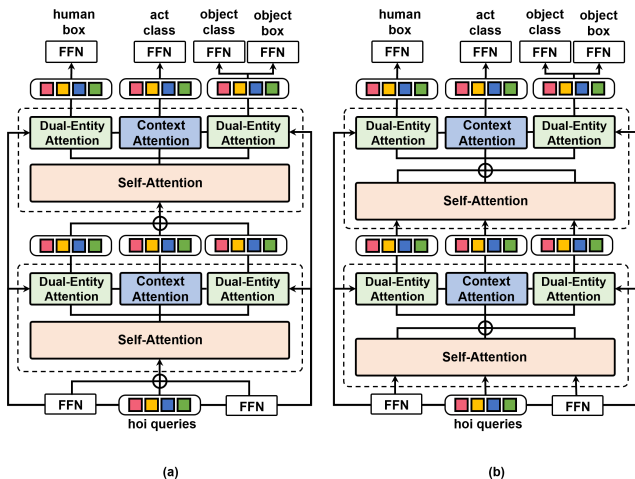 human box
act class
object class
object box
FFN
FFN
FFN
FFN
Dual-Entity Attention
Context Attention
Dual-Entity Attention
Self-Attention
Dual-Entity Attention
Context Attention
Dual-Entity Attention
Self-Attention
FFN
FFN
hoi queries
(a)
human box
act class
object class
object box
FFN
FFN
FFN
FFN
Dual-Entity Attention
Context Attention
Dual-Entity Attention
Self-Attention
Dual-Entity Attention
Context Attention
Dual-Entity Attention
Self-Attention
FFN
FFN
hoi queries
(b)